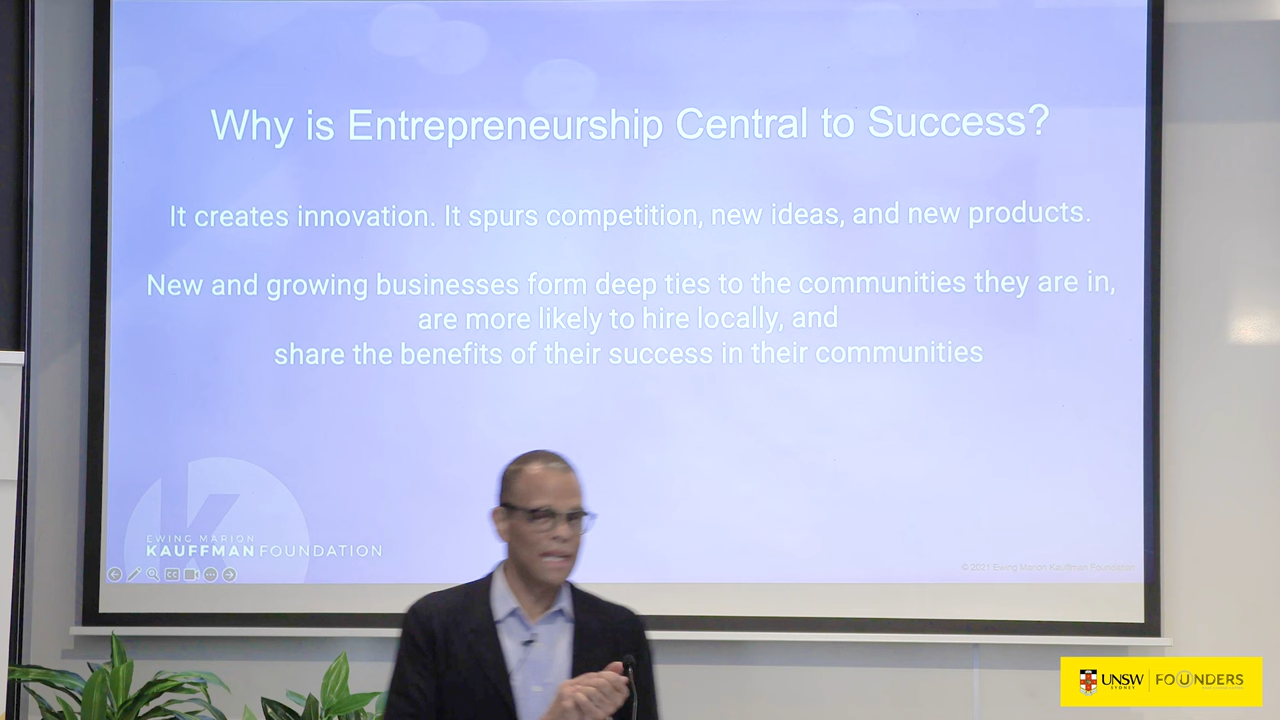 Why is Entrepreneurship Central to Success?
It creates innovation. It spurs competition, new ideas, and new products.
New and growing businesses form deep ties to the communities they are in,
are more likely to hire locally, and
share the benefits of their success in their communities
EWING MARION
KAUFFMAN FOUNDATION
© 2021 Ewing Marion Kauffman Foundation
UNSW
SYDNEY
FOUNDERS